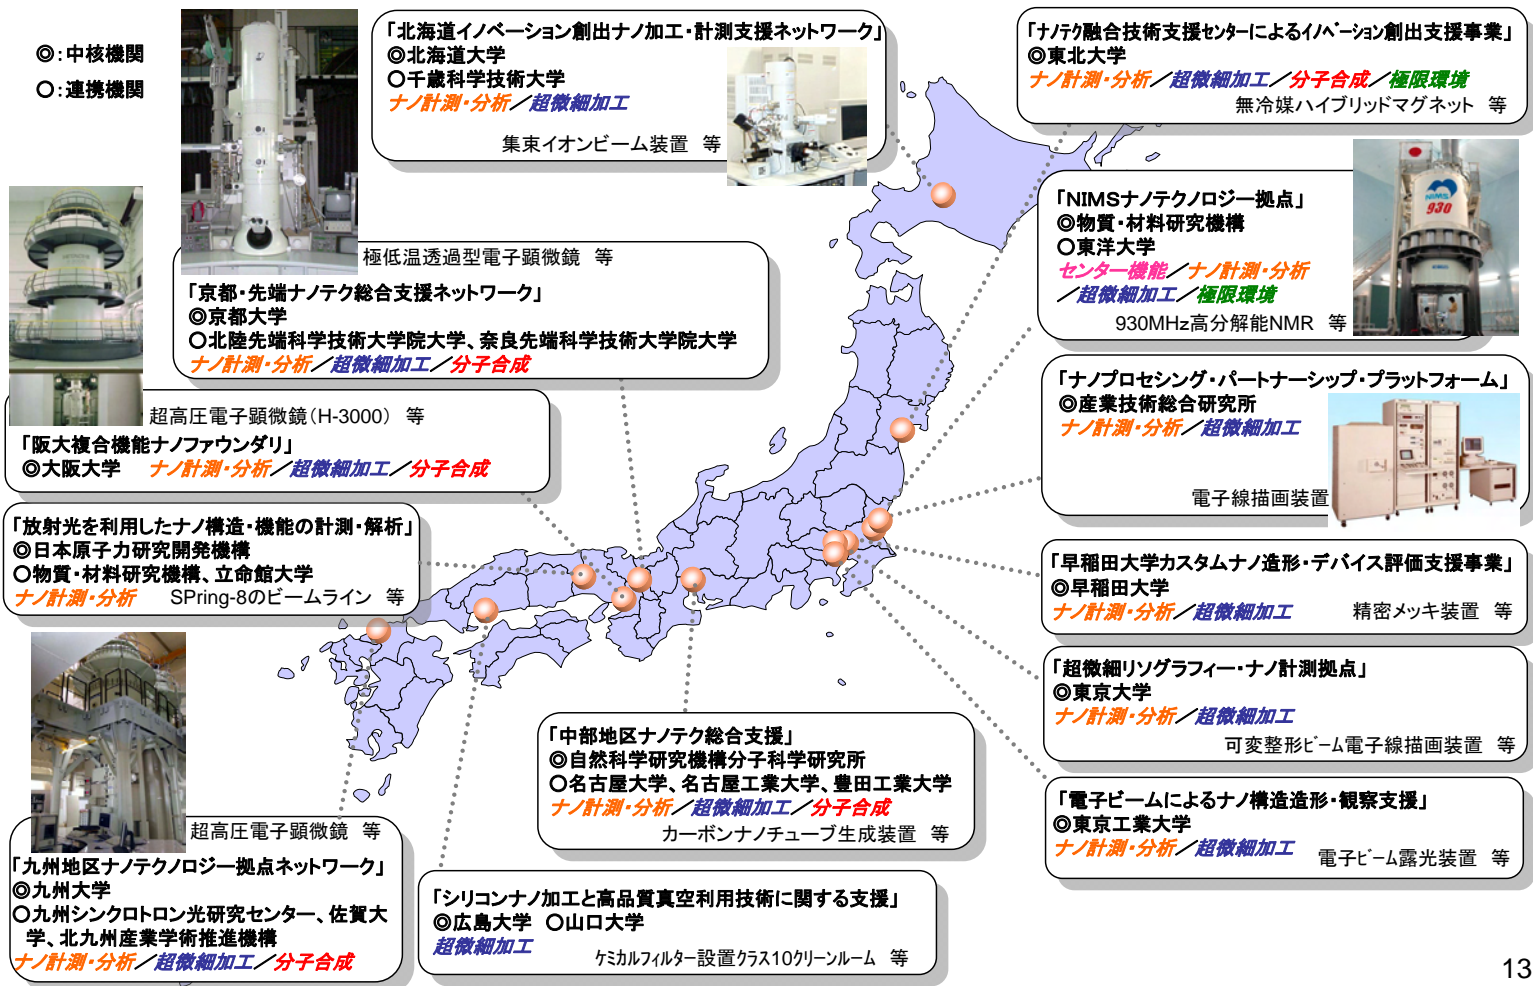 ◎:中核機関
○:連携機関
「北海道イノベーション創出ナノ加工・計測支援ネットワーク」
◎北海道大学
○千歳科学技術大学
ナノ計測・分析／超微細加工
集束イオンビーム装置 等
「ナノテク融合技術支援センターによるイノベーション創出支援事業」
◎東北大学
ナノ計測・分析／超微細加工／分子合成／極限環境
無冷媒ハイブリッドマグネット 等
「NIMSナノテクノロジー拠点」
◎物質・材料研究機構
○東洋大学
センター機能／ナノ計測・分析
／超微細加工／極限環境
930MHz高分解能NMR 等
NIMS
930
極低温透過型電子顕微鏡 等
「京都・先端ナノテク総合支援ネットワーク」
◎京都大学
○北陸先端科学技術大学院大学、奈良先端科学技術大学院大学
ナノ計測・分析／超微細加工／分子合成
「ナノプロセシング・パートナーシップ・プラットフォーム」
◎産業技術総合研究所
ナノ計測・分析／超微細加工
電子線描画装置
超高圧電子顕微鏡(H-3000) 等
「阪大複合機能ナノファウンダリ」
◎大阪大学 ナノ計測・分析／超微細加工／分子合成
「放射光を利用したナノ構造・機能の計測・解析」
◎日本原子力研究開発機構
○物質・材料研究機構、立命館大学
ナノ計測・分析 SPring-8のビームライン 等
「早稲田大学カスタムナノ造形・デバイス評価支援事業」
◎早稲田大学
ナノ計測・分析／超微細加工 精密メッキ装置 等
「超微細リソグラフィー・ナノ計測拠点」
◎東京大学
ナノ計測・分析／超微細加工
可変整形ビーム電子線描画装置 等
「中部地区ナノテク総合支援」
◎自然科学研究機構分子科学研究所
○名古屋大学、名古屋工業大学、豊田工業大学
ナノ計測・分析／超微細加工／分子合成
カーボンナノチューブ生成装置 等
「電子ビームによるナノ構造造形・観察支援」
◎東京工業大学
ナノ計測・分析／超微細加工 電子ビーム露光装置 等
超高圧電子顕微鏡 等
「九州地区ナノテクノロジー拠点ネットワーク」
◎九州大学
○九州シンクロトロン光研究センター、佐賀大
学、北九州産業学術推進機構
ナノ計測・分析／超微細加工／分子合成
「シリコンナノ加工と高品質真空利用技術に関する支援」
◎広島大学 ○山口大学
超微細加工
ケミカルフィルター設置クラス10クリーンルーム 等
13